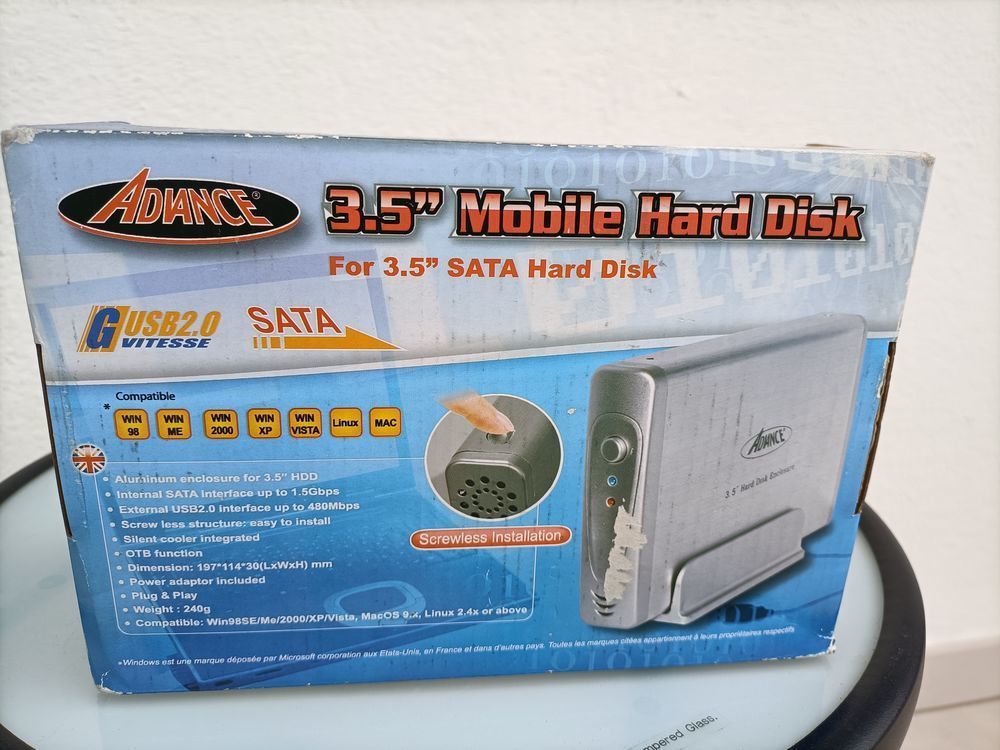 ADVANCE®
3.5” Mobile Hard Disk
For 3.5” SATA Hard Disk
G USB2.0
VITESSE
SATA
Compatible
* WIN 98 WIN ME WIN 2000 WIN XP WIN VISTA Linux MAC
• Aluminum enclosure for 3.5” HDD
• Internal SATA interface up to 1.5Gbps
• External USB2.0 interface up to 480Mbps
• Screw less structure: easy to install
• Silent cooler integrated
• OTB function
• Dimension: 197*114*30(LxWxH) mm
• Power adaptor included
• Plug & Play
• Weight : 240g
• Compatible: Win98SE/Me/2000/XP/Vista, MacOS 9.x, Linux 2.4x or above
Screwless Installation
ADVANCE
3.5" Hard Disk Enclosure
*Windows est une marque déposée par Microsoft corporation aux Etats-Unis, en France et dans d'autres pays. Toutes les marques citées appartiennent à leurs propriétaires respectifs
mpered Glass.